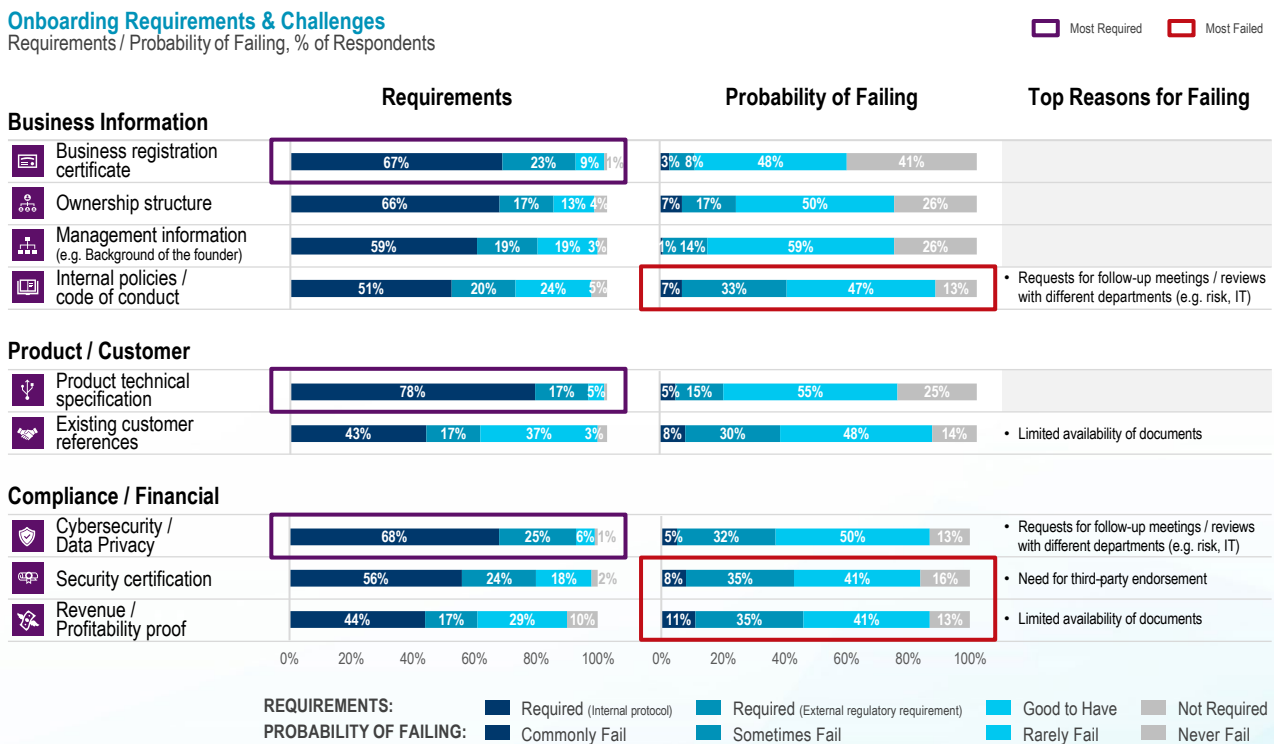 Onboarding Requirements & Challenges
Requirements / Probability of Failing, % of Respondents
Most Required
Most Failed
Requirements
Probability of Failing
Top Reasons for Failing
Business Information
Business registration
certificate
67% 23% 9% 1%
3% 8% 48% 41%
Ownership structure
66% 17% 13% 4%
7% 17% 50% 26%
Management information
(e.g. Background of the founder)
59% 19% 19% 3%
1% 14% 59% 26%
Internal policies /
code of conduct
51% 20% 24% 5%
7% 33% 47% 13%
• Requests for follow-up meetings / reviews
with different departments (e.g. risk, IT)
Product / Customer
Product technical
specification
78% 17% 5%
5% 15% 55% 25%
Existing customer
references
43% 17% 37% 3%
8% 30% 48% 14%
• Limited availability of documents
Compliance / Financial
Cybersecurity /
Data Privacy
68% 25% 6% 1%
5% 32% 50% 13%
• Requests for follow-up meetings / reviews
with different departments (e.g. risk, IT)
Security certification
56% 24% 18% 2%
8% 35% 41% 16%
• Need for third-party endorsement
Revenue /
Profitability proof
44% 17% 29% 10%
11% 35% 41% 13%
• Limited availability of documents
0% 20% 40% 60% 80% 100%
0% 20% 40% 60% 80% 100%
REQUIREMENTS: Required (Internal protocol) Required (External regulatory requirement) Good to Have Not Required
PROBABILITY OF FAILING: Commonly Fail Sometimes Fail Rarely Fail Never Fail